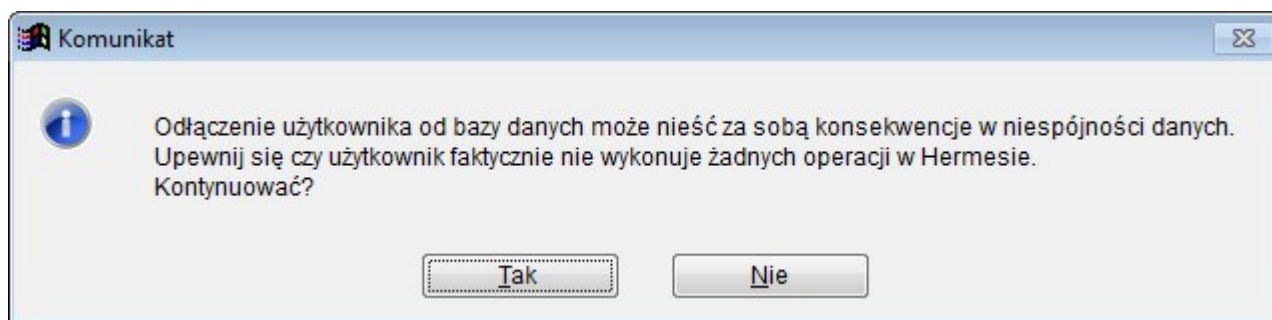 Komunikat
Odłączenie użytkownika od bazy danych może nieść za sobą konsekwencje w niespójności danych.
Upewnij się czy użytkownik faktycznie nie wykonuje żadnych operacji w Hermesie.
Kontynuować?
Tak
Nie